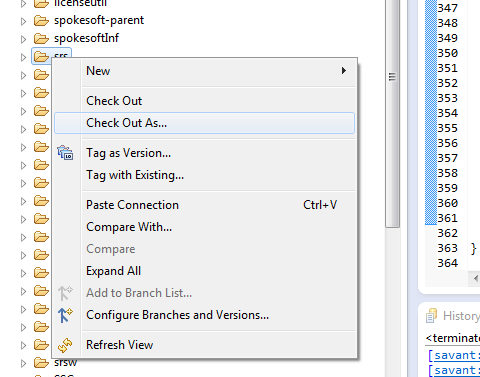 licenseutil
spokesoft-parent
spokesoftInf
srs
New
Check Out
Check Out As...
Tag as Version...
Tag with Existing...
Paste Connection Ctrl+V
Compare With...
Compare
Expand All
Add to Branch List...
Configure Branches and Versions...
Refresh View
srsw
347
348
349
350
351
352
353
354
355
356
357
358
359
360
361
362
363 }
364
History
<terminate
[savant:
[savant: